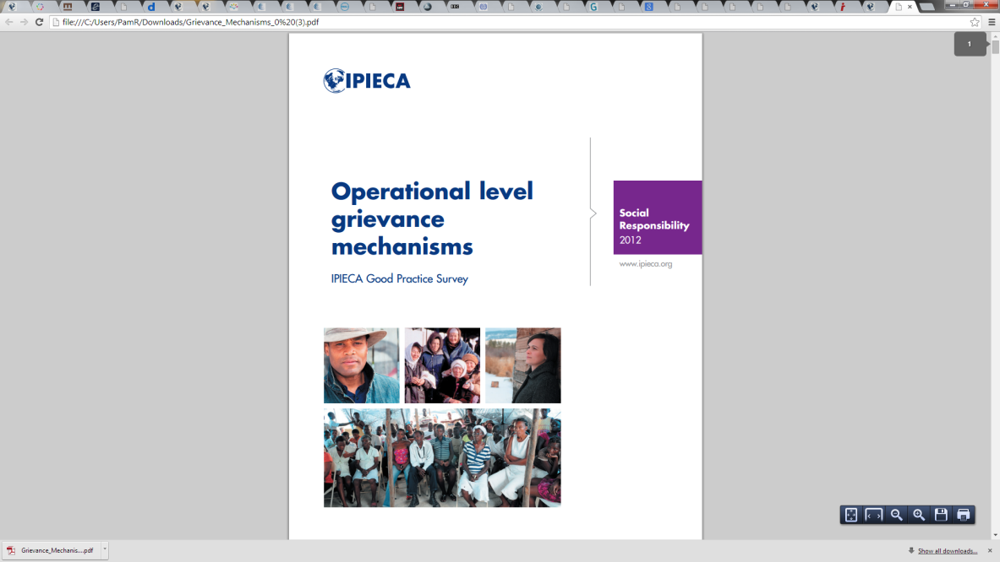 file:///C:/Users/PamR/Downloads/Grievance_Mechanisms_0%20(3).pdf
1
IPIECA
Operational level
grievance
mechanisms
IPIECA Good Practice Survey
Social
Responsibility
2012
www.ipieca.org
Grievance_Mechanis....pdf
Show all downloads...